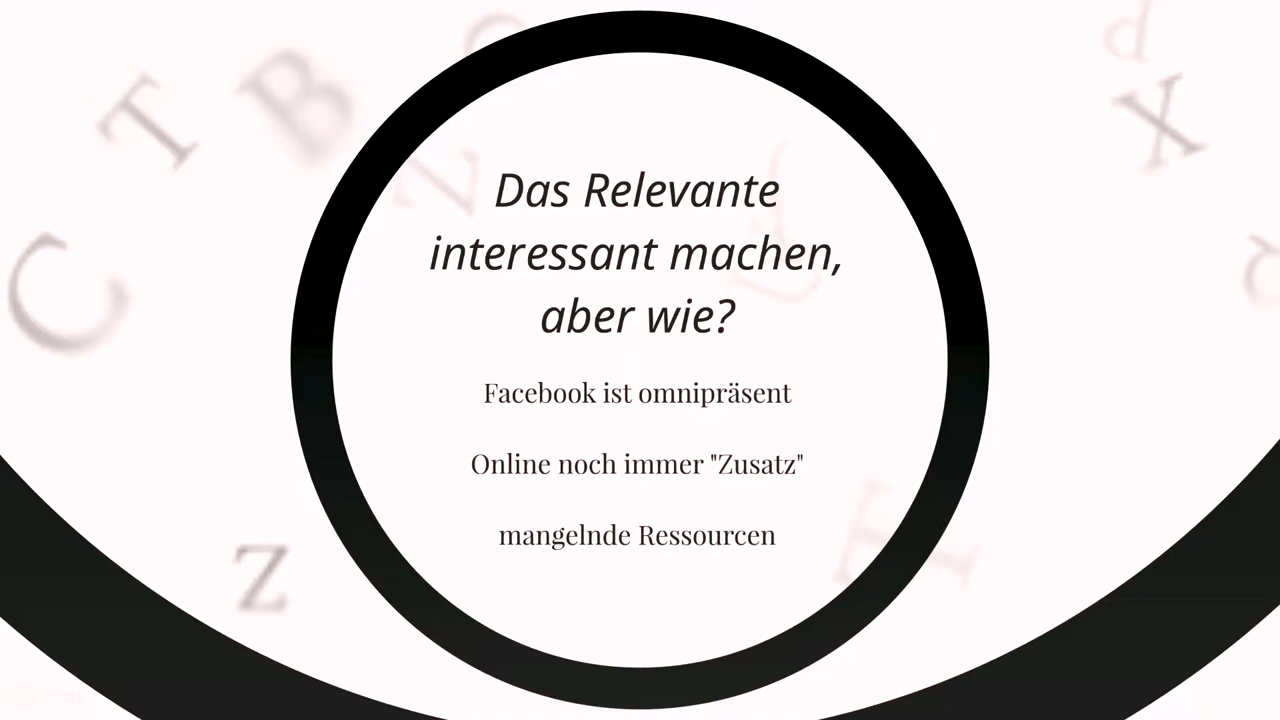 Das Relevante
interessant machen,
aber wie?
Facebook ist omnipräsent
Online noch immer "Zusatz"
mangelnde Ressourcen
C
T
B
Z
X